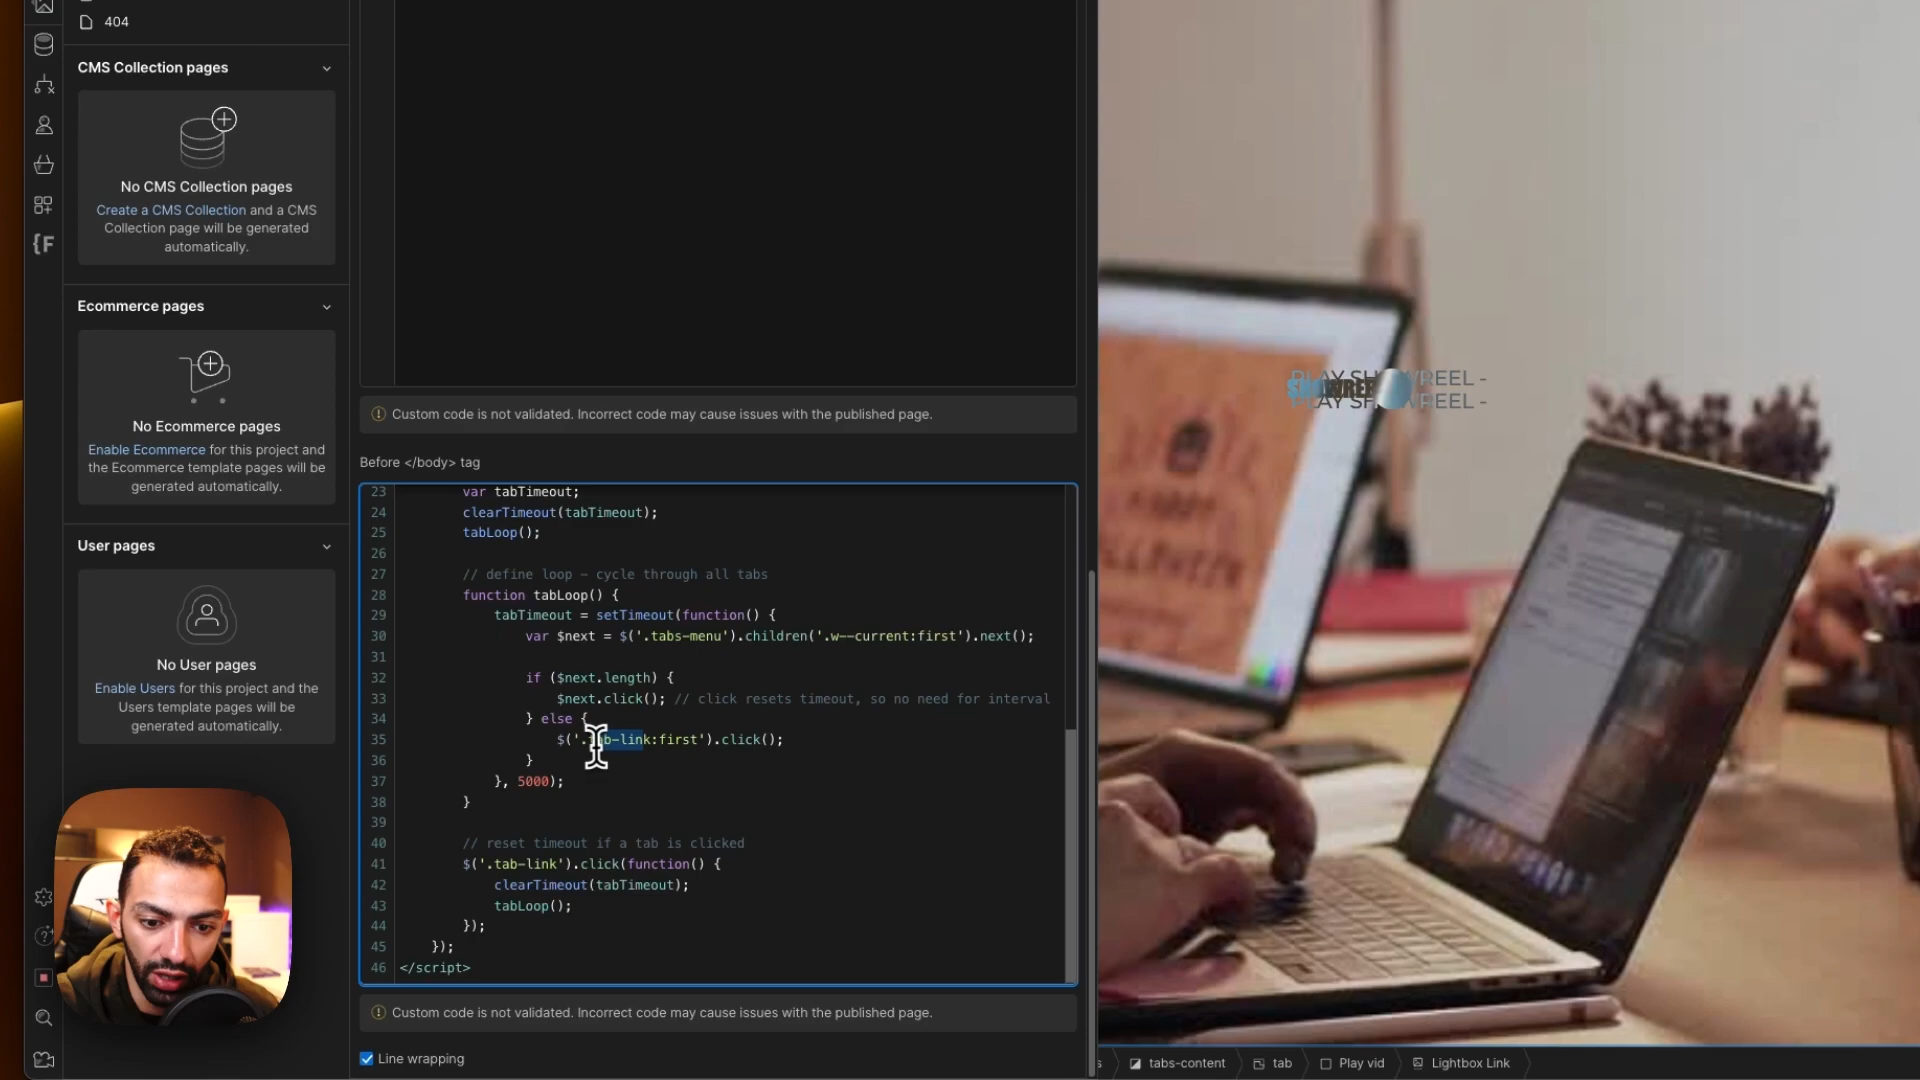 404
CMS Collection pages
No CMS Collection pages
Create a CMS Collection and a CMS
Collection page will be generated
automatically.
{F
Ecommerce pages
No Ecommerce pages
Enable Ecommerce for this project and
the Ecommerce template pages will be
generated automatically.
User pages
No User pages
Enable Users for this project and the
Users template pages will be
generated automatically.
Custom code is not validated. Incorrect code may cause issues with the published page.
Before </body> tag
23 var tabTimeout;
24 clearTimeout(tabTimeout);
25 tabLoop();
26
27 // define loop - cycle through all tabs
28 function tabLoop() {
29 tabTimeout = setTimeout(function() {
30 var $next = $('.tabs-menu').children('.w--current:first').next();
31
32 if ($next.length) {
33 $next.click(); // click resets timeout, so no need for interval
34 } else {
35 $('.tab-link:first').click();
36 }
37 }, 5000);
38 }
39
40 // reset timeout if a tab is clicked
41 $('.tab-link').click(function() {
42 clearTimeout(tabTimeout);
43 tabLoop();
44 });
45 });
46 </script>
Custom code is not validated. Incorrect code may cause issues with the published page.
Line wrapping
PLAY SHOWREEL -
SHOWREEL
PLAY SHOWREEL -
s tabs-content tab Play vid Lightbox Link